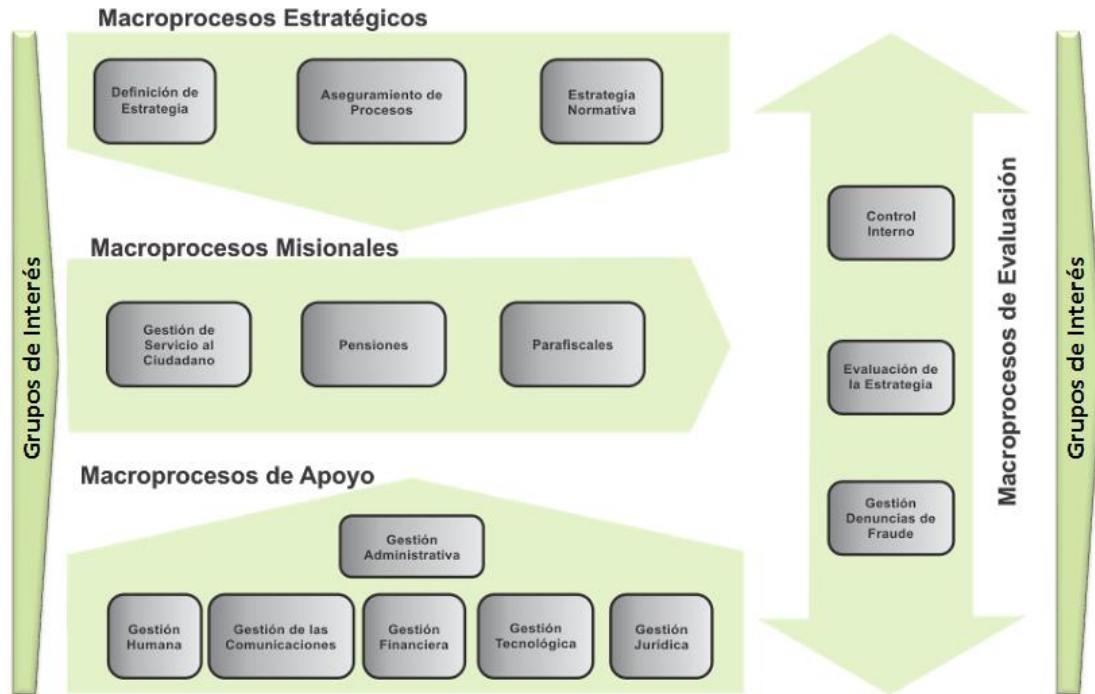 Macroprocesos Estratégicos
Definición de
Estrategia
Aseguramiento de
Procesos
Estrategia
Normativa
Macroprocesos Misionales
Gestión de
Servicio al
Ciudadano
Pensiones
Parafiscales
Macroprocesos de Apoyo
Gestión
Administrativa
Gestión
Humana
Gestión de las
Comunicaciones
Gestión
Financiera
Gestión
Tecnológica
Gestión
Jurídica
Control
Interno
Evaluación de
la Estrategia
Gestión
Denuncias de
Fraude
Macroprocesos de Evaluación
Grupos de Interés
Grupos de Interés